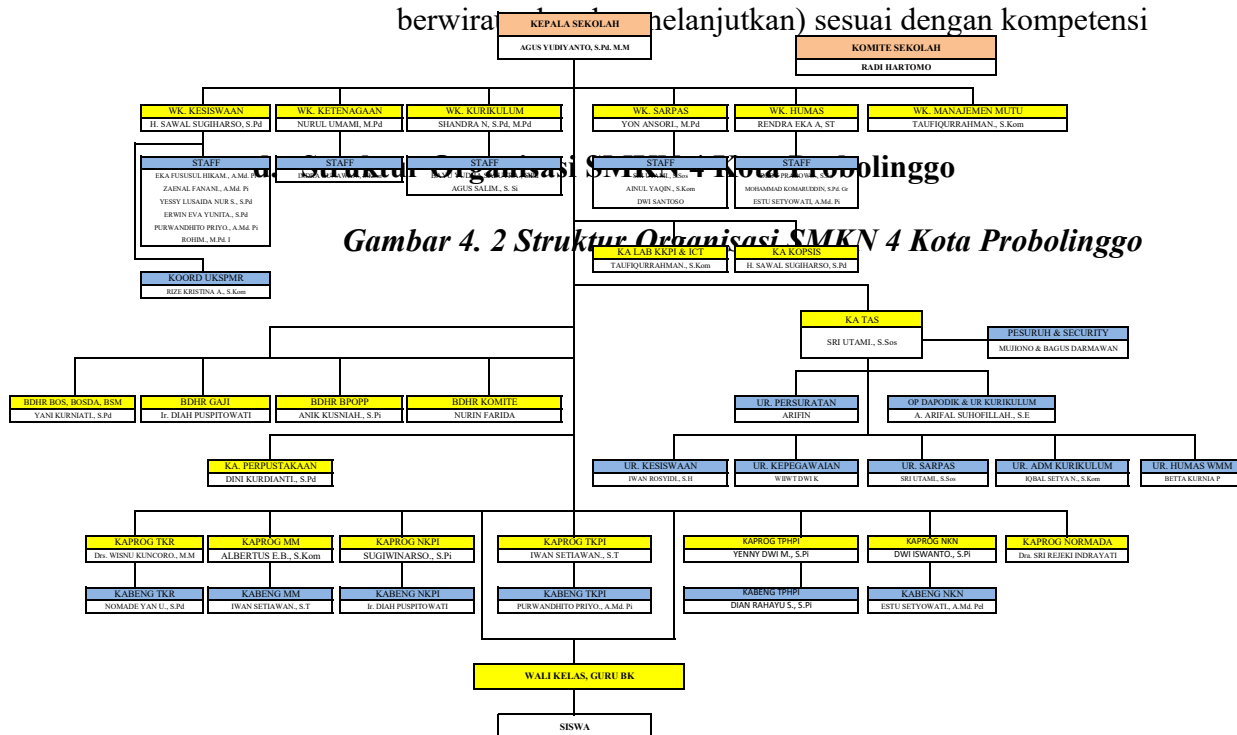 nelanjutkan) sesuai dengan kompetensi
KEPALA SEKOLAH
AGUS YUDIYANTO, S.Pd. M.M
KOMITE SEKOLAH
RADI HARTOMO
WK. KESISWAAN
H. SAWAL SUGIHARSO, S.Pd
WK. KETENAGAAN
NURUL UMAMI, M.Pd
WK. KURIKULUM
SHANDRA N, S.Pd, M.Pd
WK. SARPAS
YON ANSORI., M.Pd
WK. HUMAS
RENDRA EKA A, ST
WK. MANAJEMEN MUTU
TAUFIQURRAHMAN., S.Kom
STAFF
EKA FUSUSUL HIKAM., A.Md. Pi
ZAENAL FANANI., A.Md. Pi
YESSY LUSAIDA NUR S., S.Pd
ERWIN EVA YUNITA., S.Pd
PURWANDHITO PRIYO., A.Md. Pi
ROHIM., M.Pd. I
STAFF
STAFF
AGUS SALIM., S. Si
STAFF
AINUL YAQIN., S.Kom
DWI SANTOSO
STAFF
MOHAMMAD KOMARUDDIN, S.Pd. Gr
ESTU SETYOWATI, A.Md. Pi
d. Struktur Organisasi SMKN 4 Kota Probolinggo
Gambar 4. 2 Struktur Organisasi SMKN 4 Kota Probolinggo
KA LAB KKPI & ICT
TAUFIQURRAHMAN., S.Kom
KA KOPSIS
H. SAWAL SUGIHARSO, S.Pd
KOORD UKSPMR
RIZE KRISTINA A., S.Kom
KA TAS
SRI UTAMI., S.Sos
PESURUH & SECURITY
MUJIONO & BAGUS DARMAWAN
BDHR BOS, BOSDA, BSM
YANI KURNIATI., S.Pd
BDHR GAJI
Ir. DIAH PUSPITOWATI
BDHR BPOPP
ANIK KUSNIAH., S.Pi
BDHR KOMITE
NURIN FARIDA
UR. PERSURATAN
ARIFIN
OP DAPODIK & UR KURIKULUM
A. ARIFAL SUHOFILLAH., S.E
KA. PERPUSTAKAAN
DINI KURDIANTI., S.Pd
UR. KESISWAAN
IWAN ROSYIDI., S.H
UR. KEPEGAWAIAN
WIIWT DWI K
UR. SARPAS
SRI UTAMI., S.Sos
UR. ADM KURIKULUM
IQBAL SETYA N., S.Kom
UR. HUMAS WMM
BETTA KURNIA P
KAPROG TKR
Drs. WISNU KUNCORO., M.M
KAPROG MM
ALBERTUS E.B., S.Kom
KAPROG NKPI
SUGIWINARSO., S.Pi
KAPROG TKPI
IWAN SETIAWAN., S.T
KAPROG TPHPI
YENNY DWI M., S.Pi
KAPROG NKN
DWI ISWANTO., S.Pi
KAPROG NORMADA
Dra. SRI REJEKI INDRAYATI
KABENG TKR
NOMADE YAN U., S.Pd
KABENG MM
IWAN SETIAWAN., S.T
KABENG NKPI
Ir. DIAH PUSPITOWATI
KABENG TKPI
PURWANDHITO PRIYO., A.Md. Pi
KABENG TPHPI
DIAN RAHAYU S., S.Pi
KABENG NKN
ESTU SETYOWATI., A.Md. Pel
WALI KELAS, GURU BK
SISWA